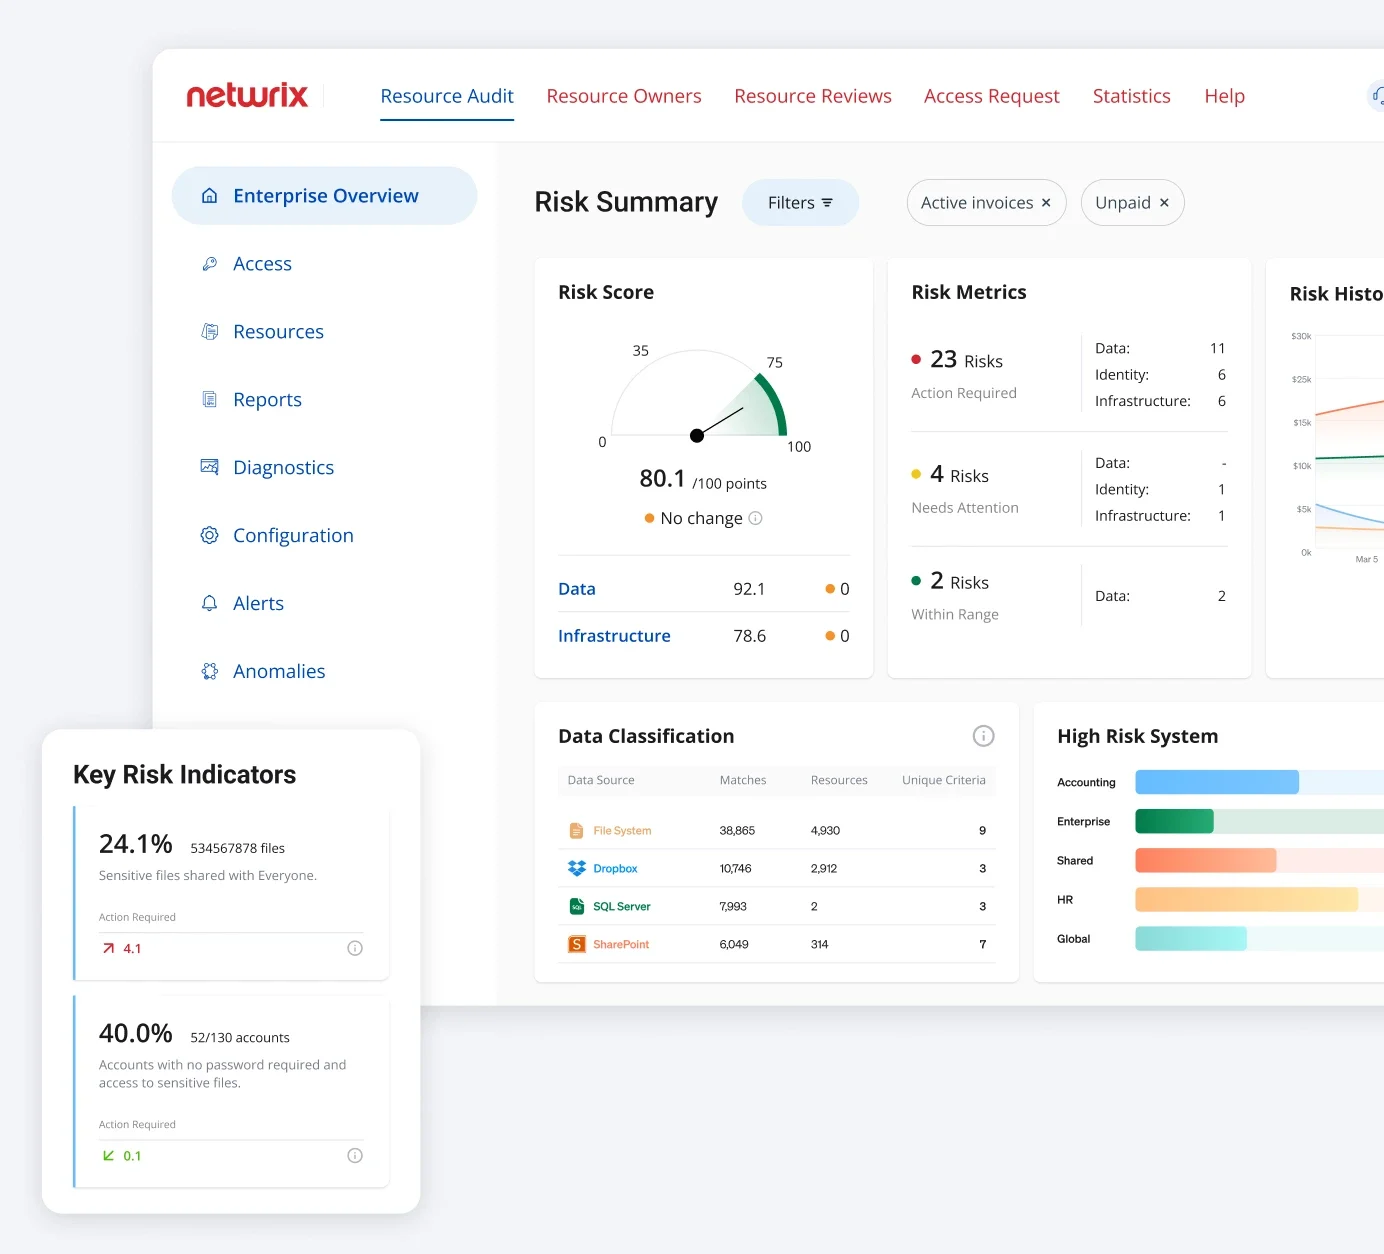 netwrix
Resource Audit Resource Owners Resource Reviews Access Request Statistics Help
Enterprise Overview
Access
Resources
Reports
Diagnostics
Configuration
Alerts
Anomalies
Risk Summary Filters Active invoices × Unpaid ×
Risk Score
35
75
0
100
80.1 /100 points
No change
Data 92.1 0
Infrastructure 78.6 0
Risk Metrics
23 Risks
Action Required
Data: 11
Identity: 6
Infrastructure: 6
4 Risks
Needs Attention
Data: -
Identity: 1
Infrastructure: 1
2 Risks
Within Range
Data: 2
Risk Histo
$30k
$25k
$15k
$10k
$5k
0k
Mar 5
Data Classification
Data Source Matches Resources Unique Criteria
File System 38,865 4,930 9
Dropbox 10,746 2,912 3
SQL SQL Server 7,993 2 3
S SharePoint 6,049 314 7
High Risk System
Accounting
Enterprise
Shared
HR
Global
Key Risk Indicators
24.1% 534567878 files
Sensitive files shared with Everyone.
Action Required
4.1
40.0% 52/130 accounts
Accounts with no password required and
access to sensitive files.
Action Required
0.1